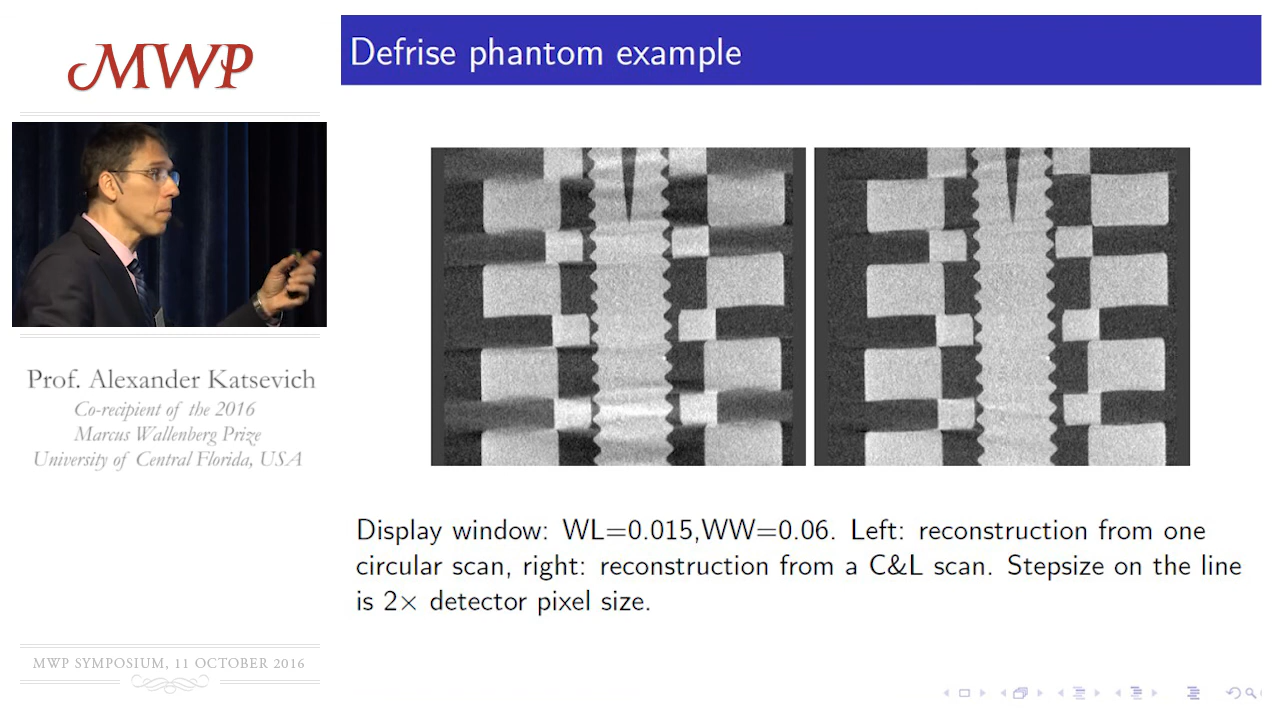 MWP
Defrise phantom example
Prof. Alexander Katsevich
Co-recipient of the 2016
Marcus Wallenberg Prize
University of Central Florida, USA
Display window: WL=0.015,WW=0.06. Left: reconstruction from one
circular scan, right: reconstruction from a C&L scan. Stepsize on the line
is 2× detector pixel size.
MWP SYMPOSIUM, 11 OCTOBER 2016